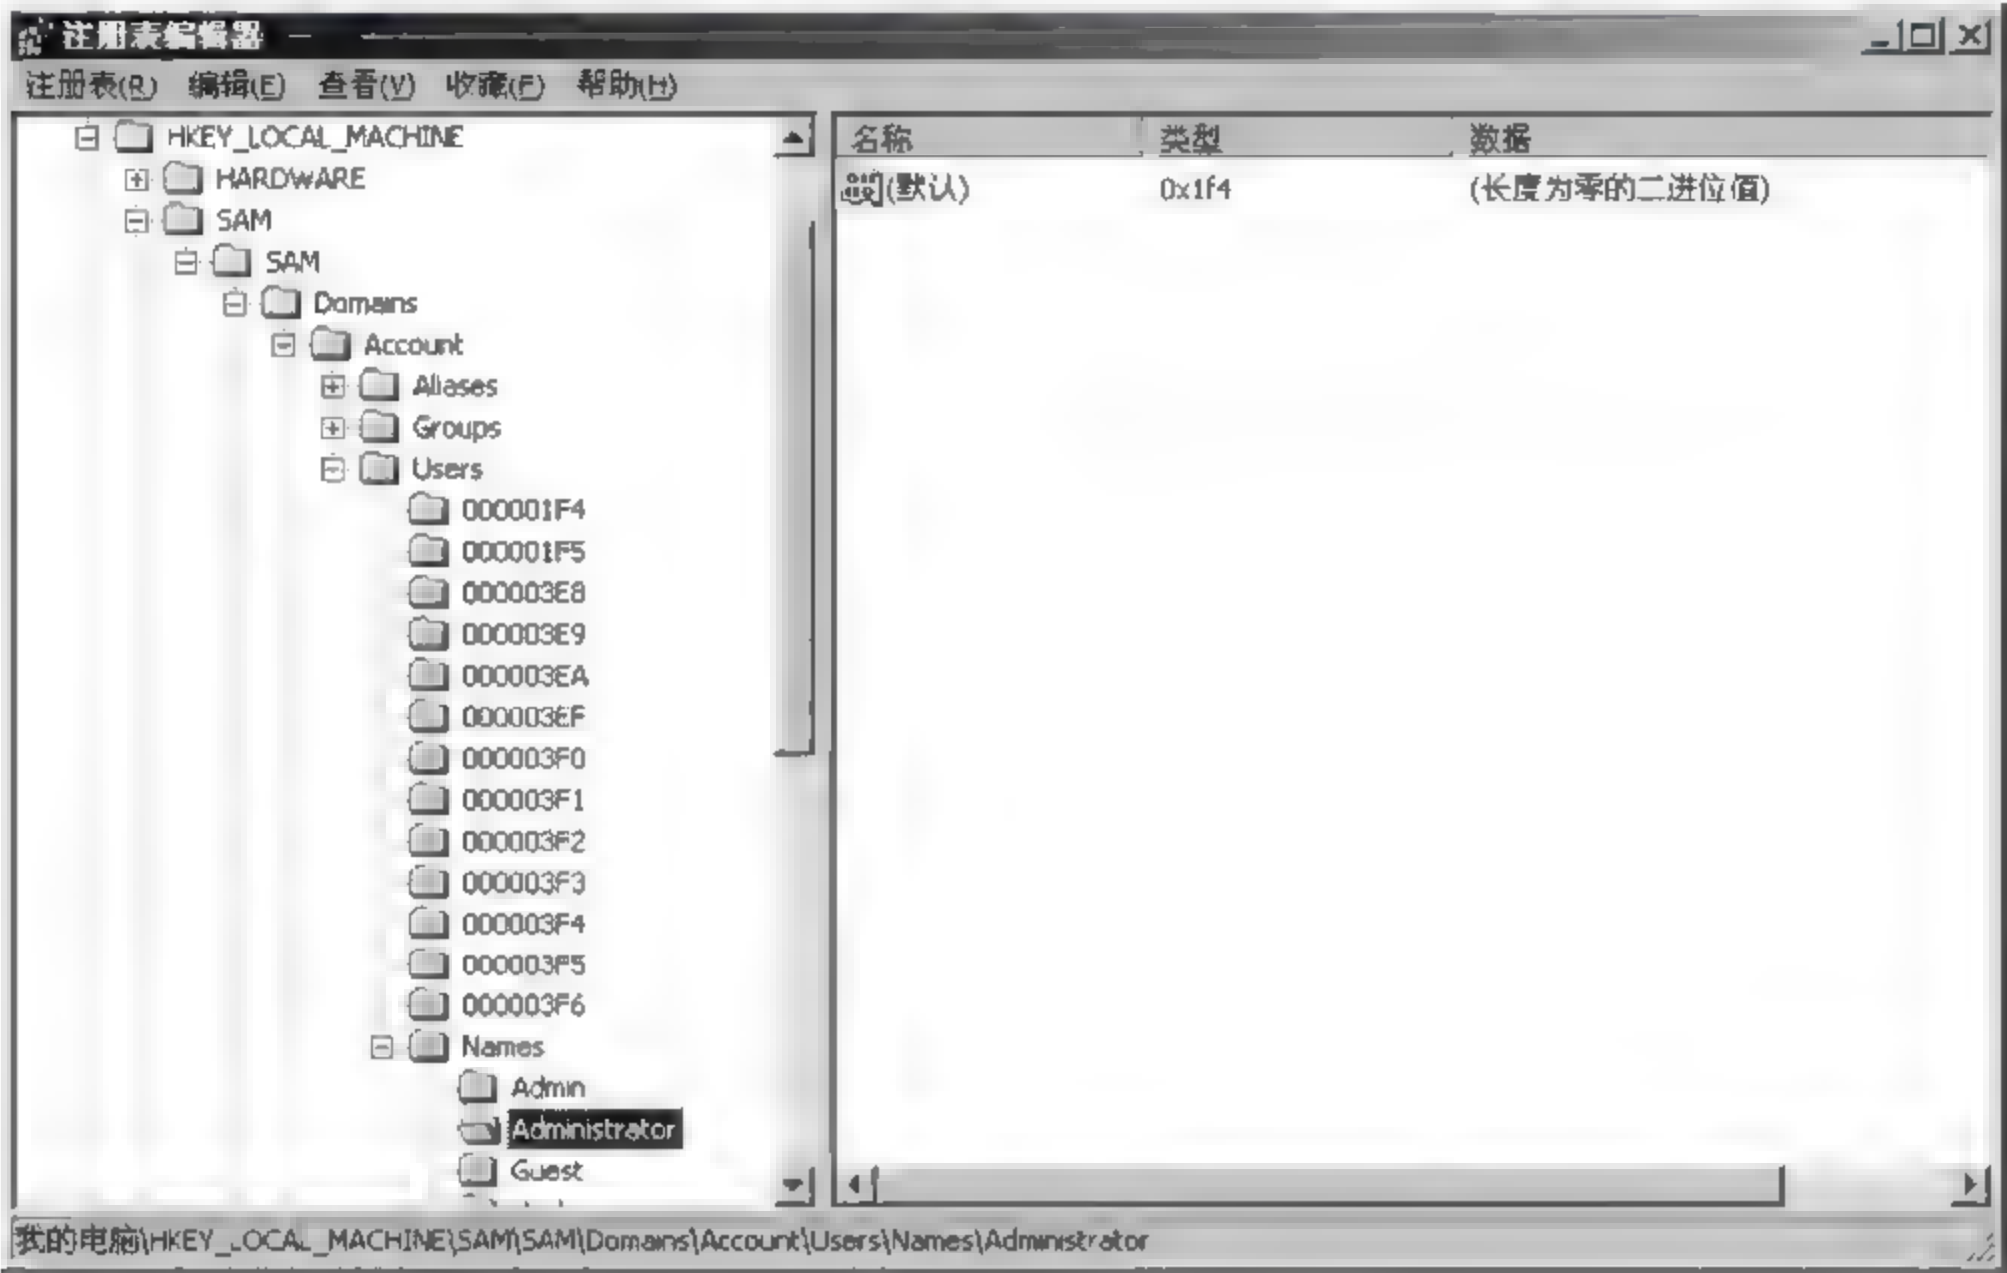 注册表编辑器
注册表(R) 编辑(E) 查看(V) 收藏(F) 帮助(H)
HKEY_LOCAL_MACHINE
HARDWARE
SAM
SAM
Domains
Account
Aliases
Groups
Users
000001F4
000001F5
000003E8
000003E9
000003EA
000003EF
000003F0
000003F1
000003F2
000003F3
000003F4
000003F5
000003F6
Names
Admin
Administrator
Guest
名称 类型 数据
(默认) 0x1f4 (长度为零的二进位值)
我的电脑\HKEY_LOCAL_MACHINE\SAM\SAM\Domains\Account\Users\Names\Administrator